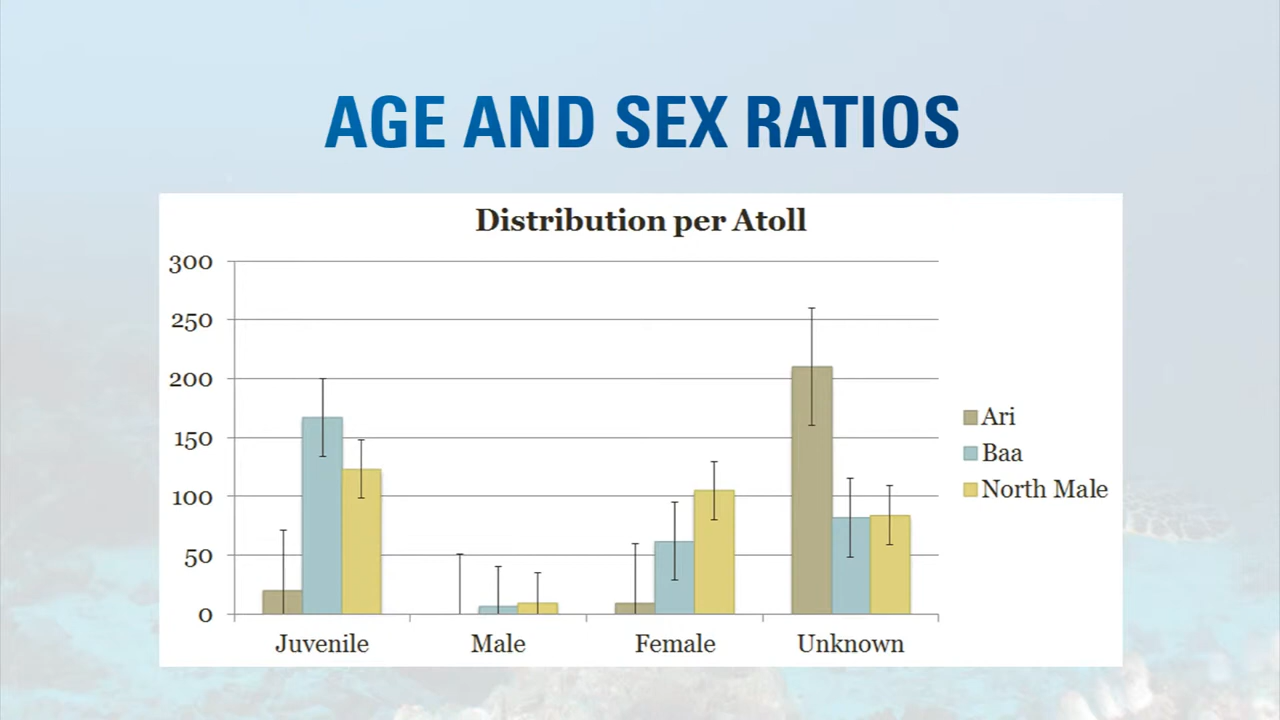 AGE AND SEX RATIOS
Distribution per Atoll
300
250
200
150
100
50
0
Juvenile Male Female Unknown
Ari
Baa
North Male